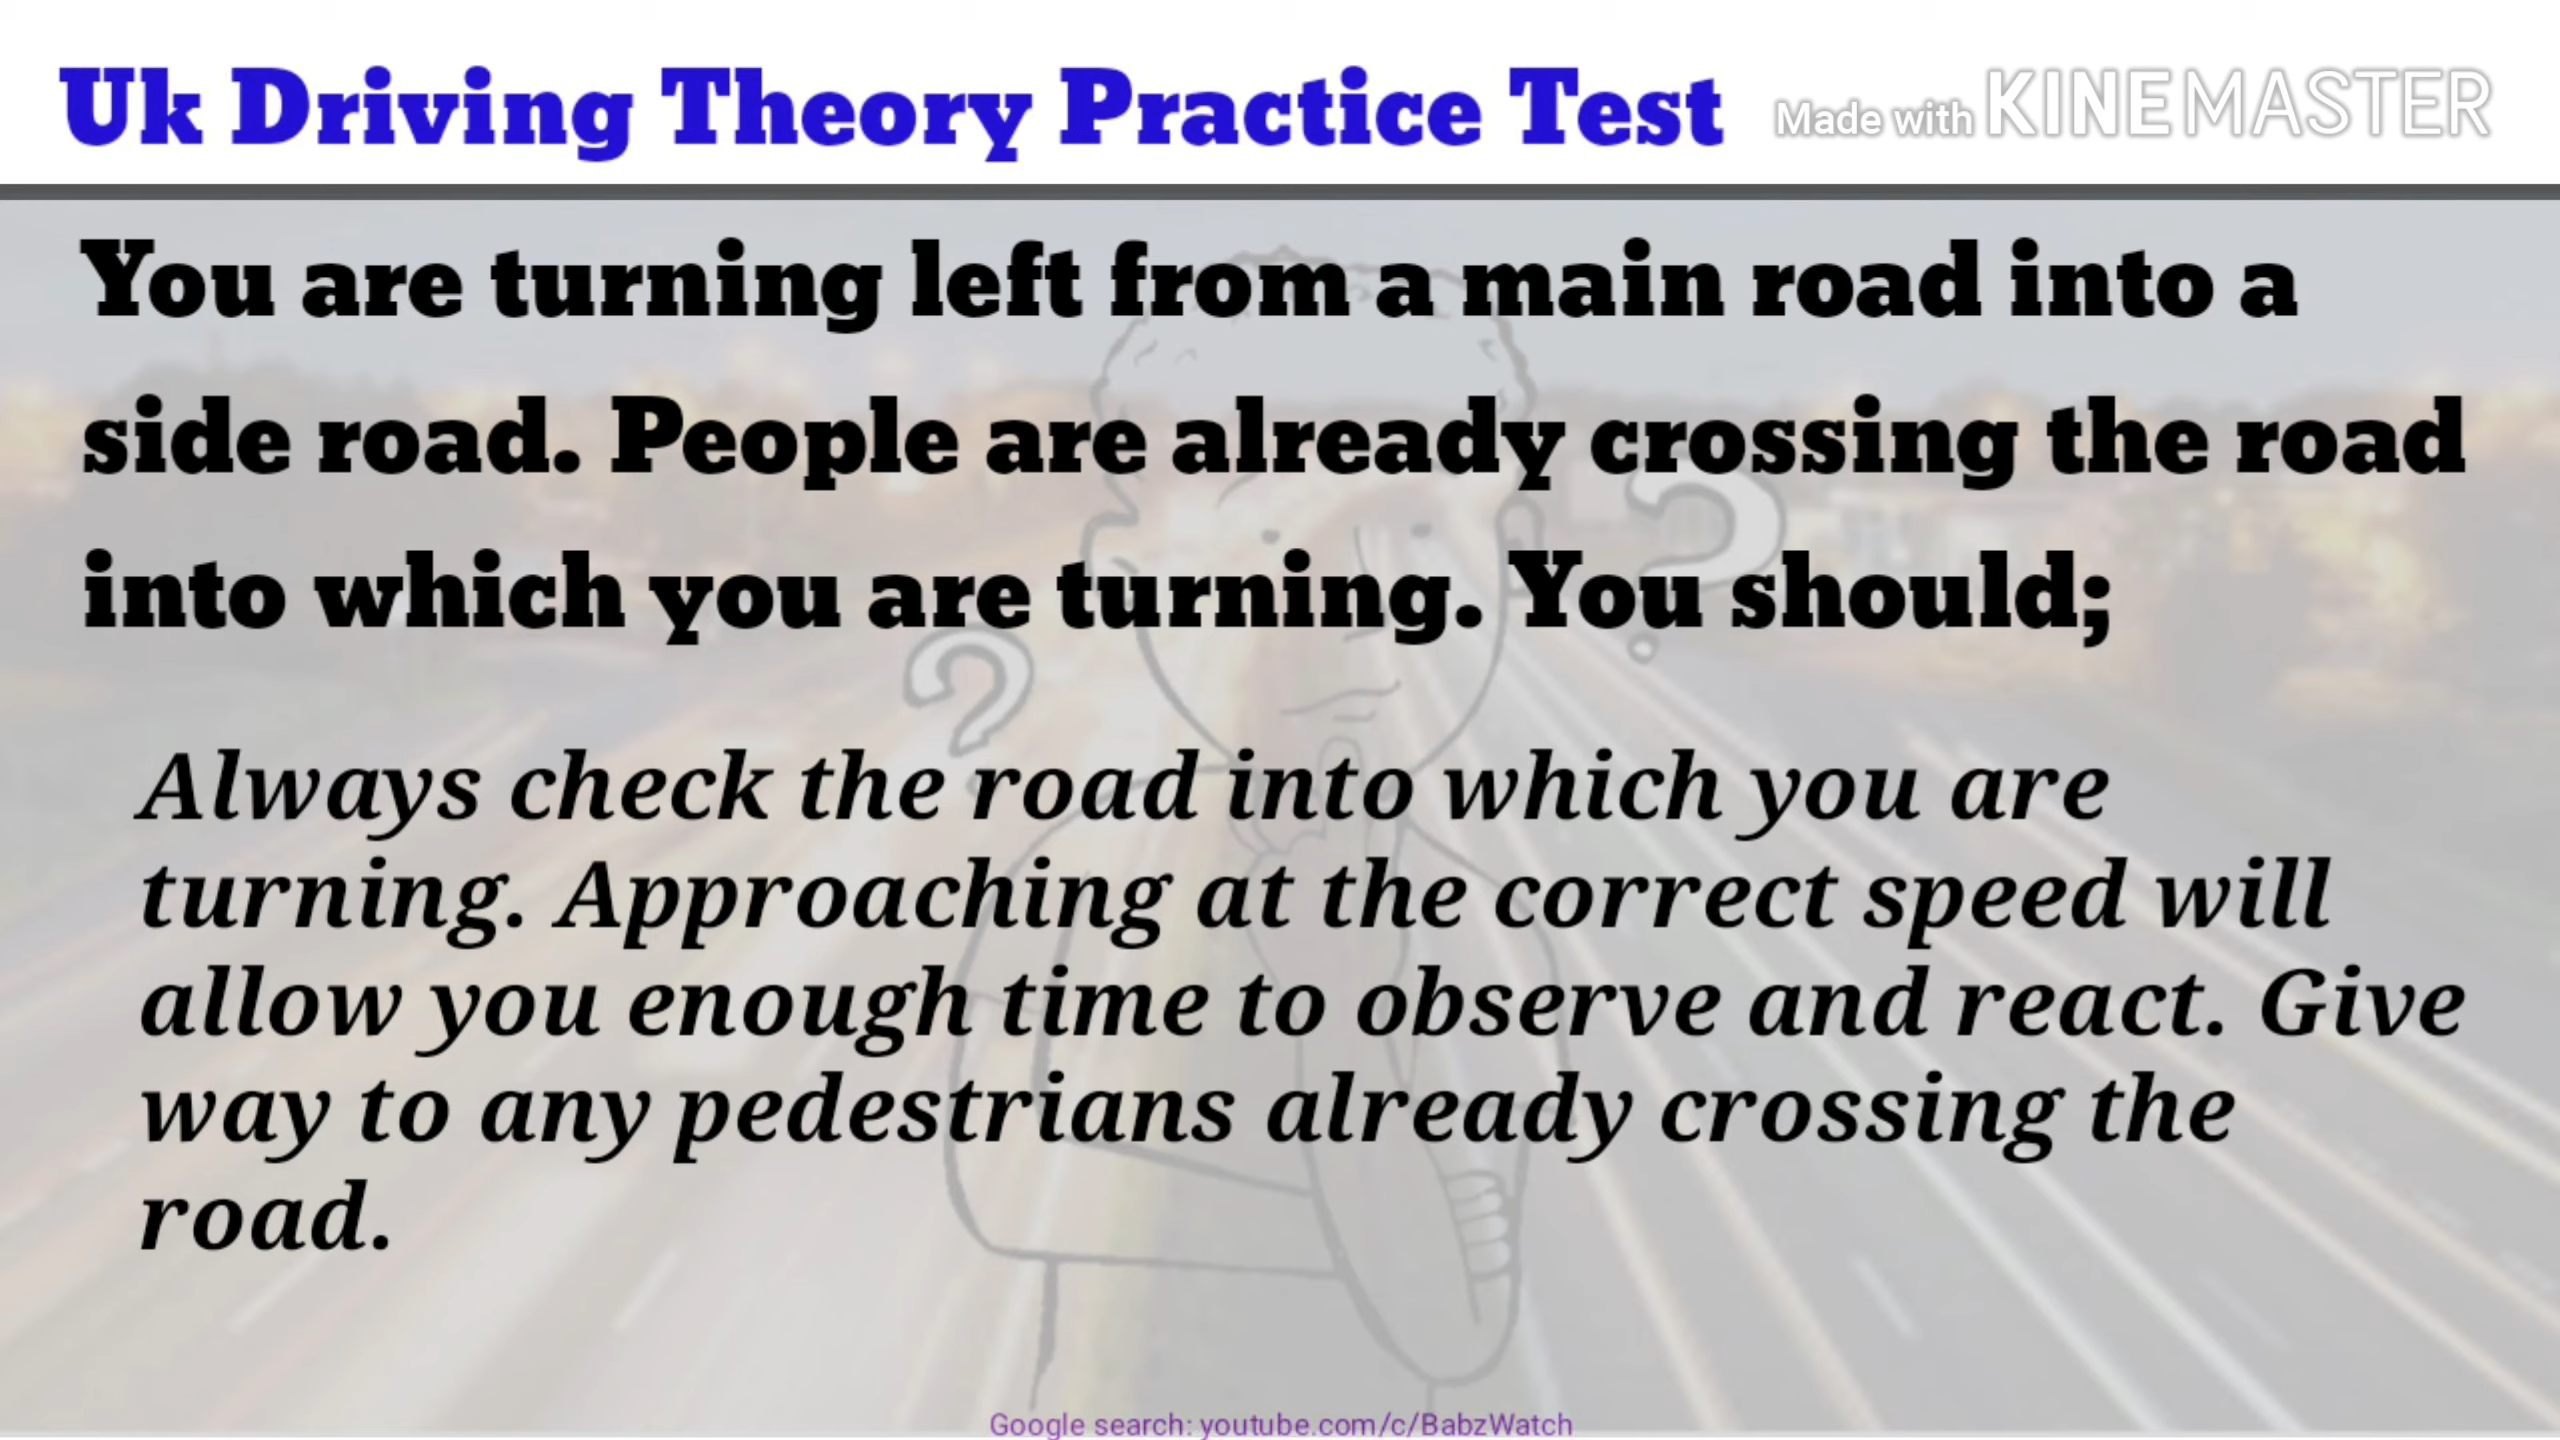 Uk Driving Theory Practice Test
Made with KINEMASTER
You are turning left from a main road into a
side road. People are already crossing the road
into which you are turning. You should;
Always check the road into which you are
turning. Approaching at the correct speed will
allow you enough time to observe and react. Give
way to any pedestrians already crossing the
road.
Google search: youtube.com/c/BabzWatch